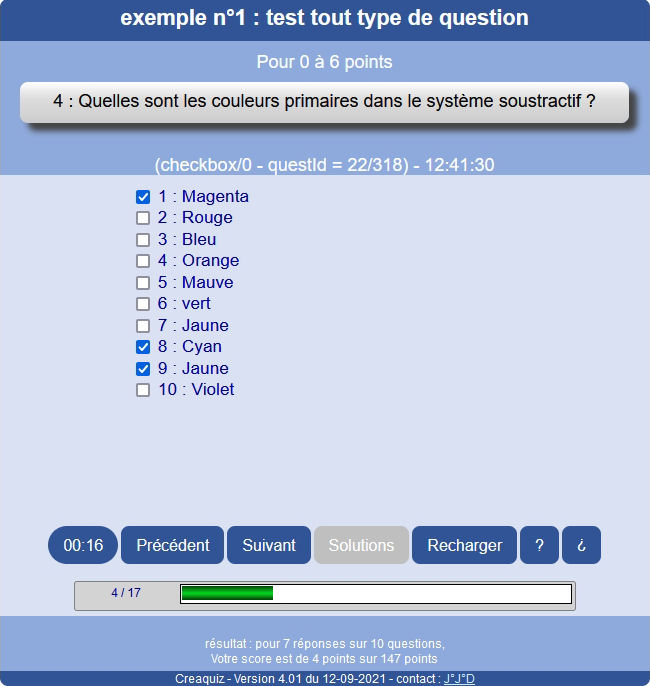 exemple n°1 : test tout type de question
Pour 0 à 6 points
4 : Quelles sont les couleurs primaires dans le système soustractif ?
(checkbox/0 - questId = 22/318) - 12:41:30
1 : Magenta
2 : Rouge
3 : Bleu
4 : Orange
5 : Mauve
6 : vert
7 : Jaune
8 : Cyan
9 : Jaune
10 : Violet
00:16 Précédent Suivant Solutions Recharger ? ¿
4 / 17
résultat : pour 7 réponses sur 10 questions,
Votre score est de 4 points sur 147 points
Creaquiz - Version 4.01 du 12-09-2021 - contact : J°J°D